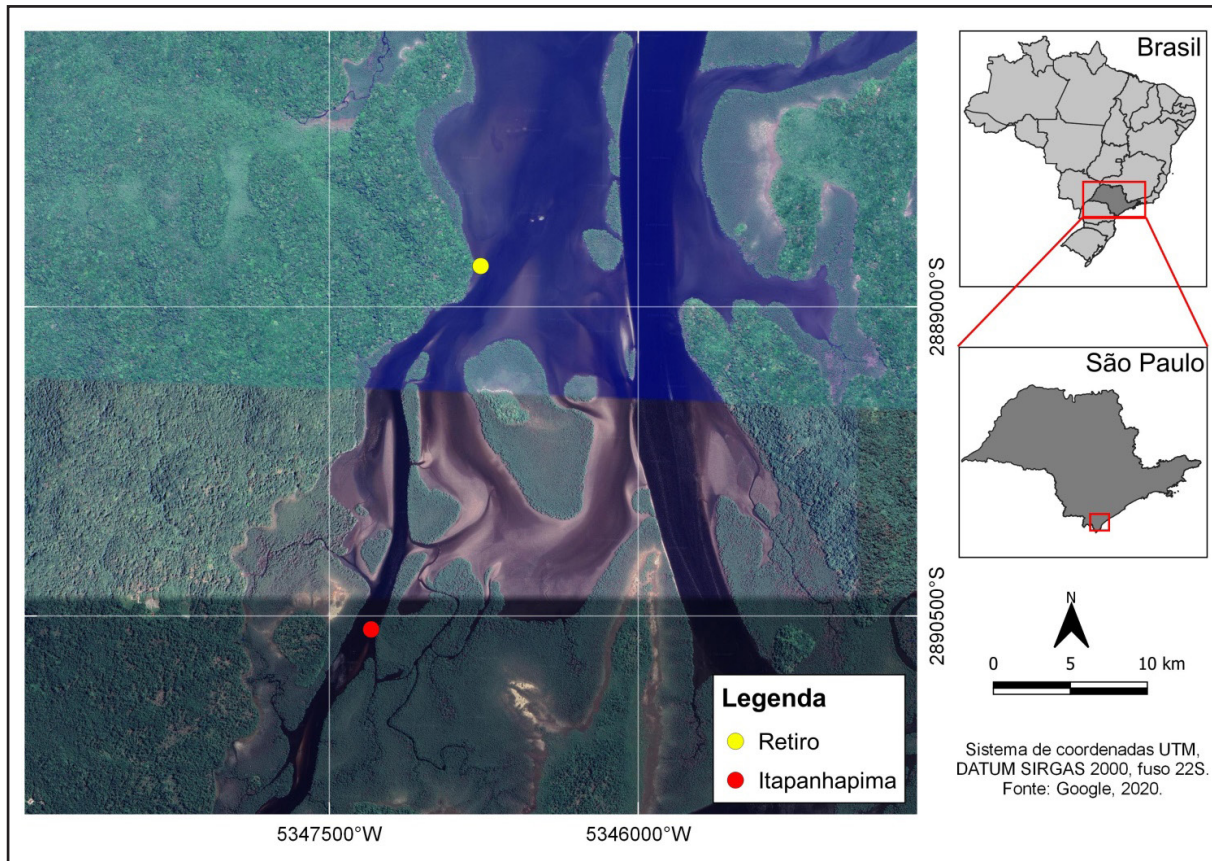 Brasil
São Paulo
2889000°S
2890500°S
5347500°W
5346000°W
Legenda
Retiro
Itapanhapima
N
0 5 10 km
Sistema de coordenadas UTM,
DATUM SIRGAS 2000, fuso 22S.
Fonte: Google, 2020.